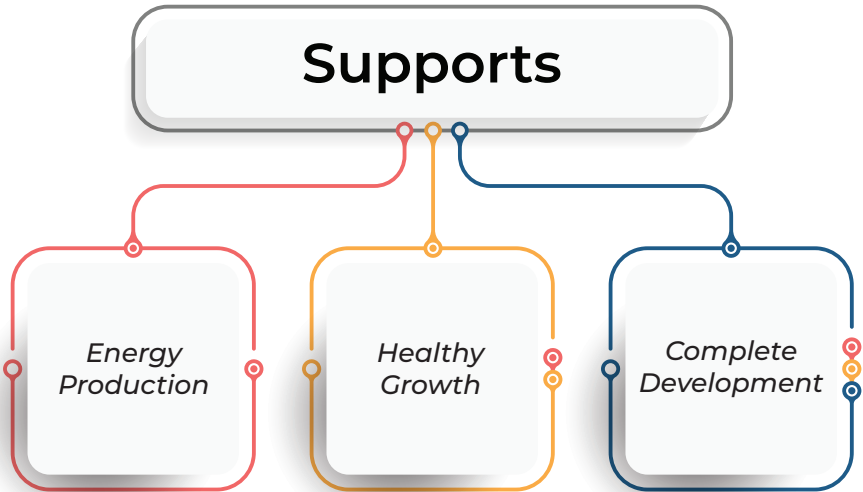 Supports
Energy
Production
Healthy
Growth
Complete
Development